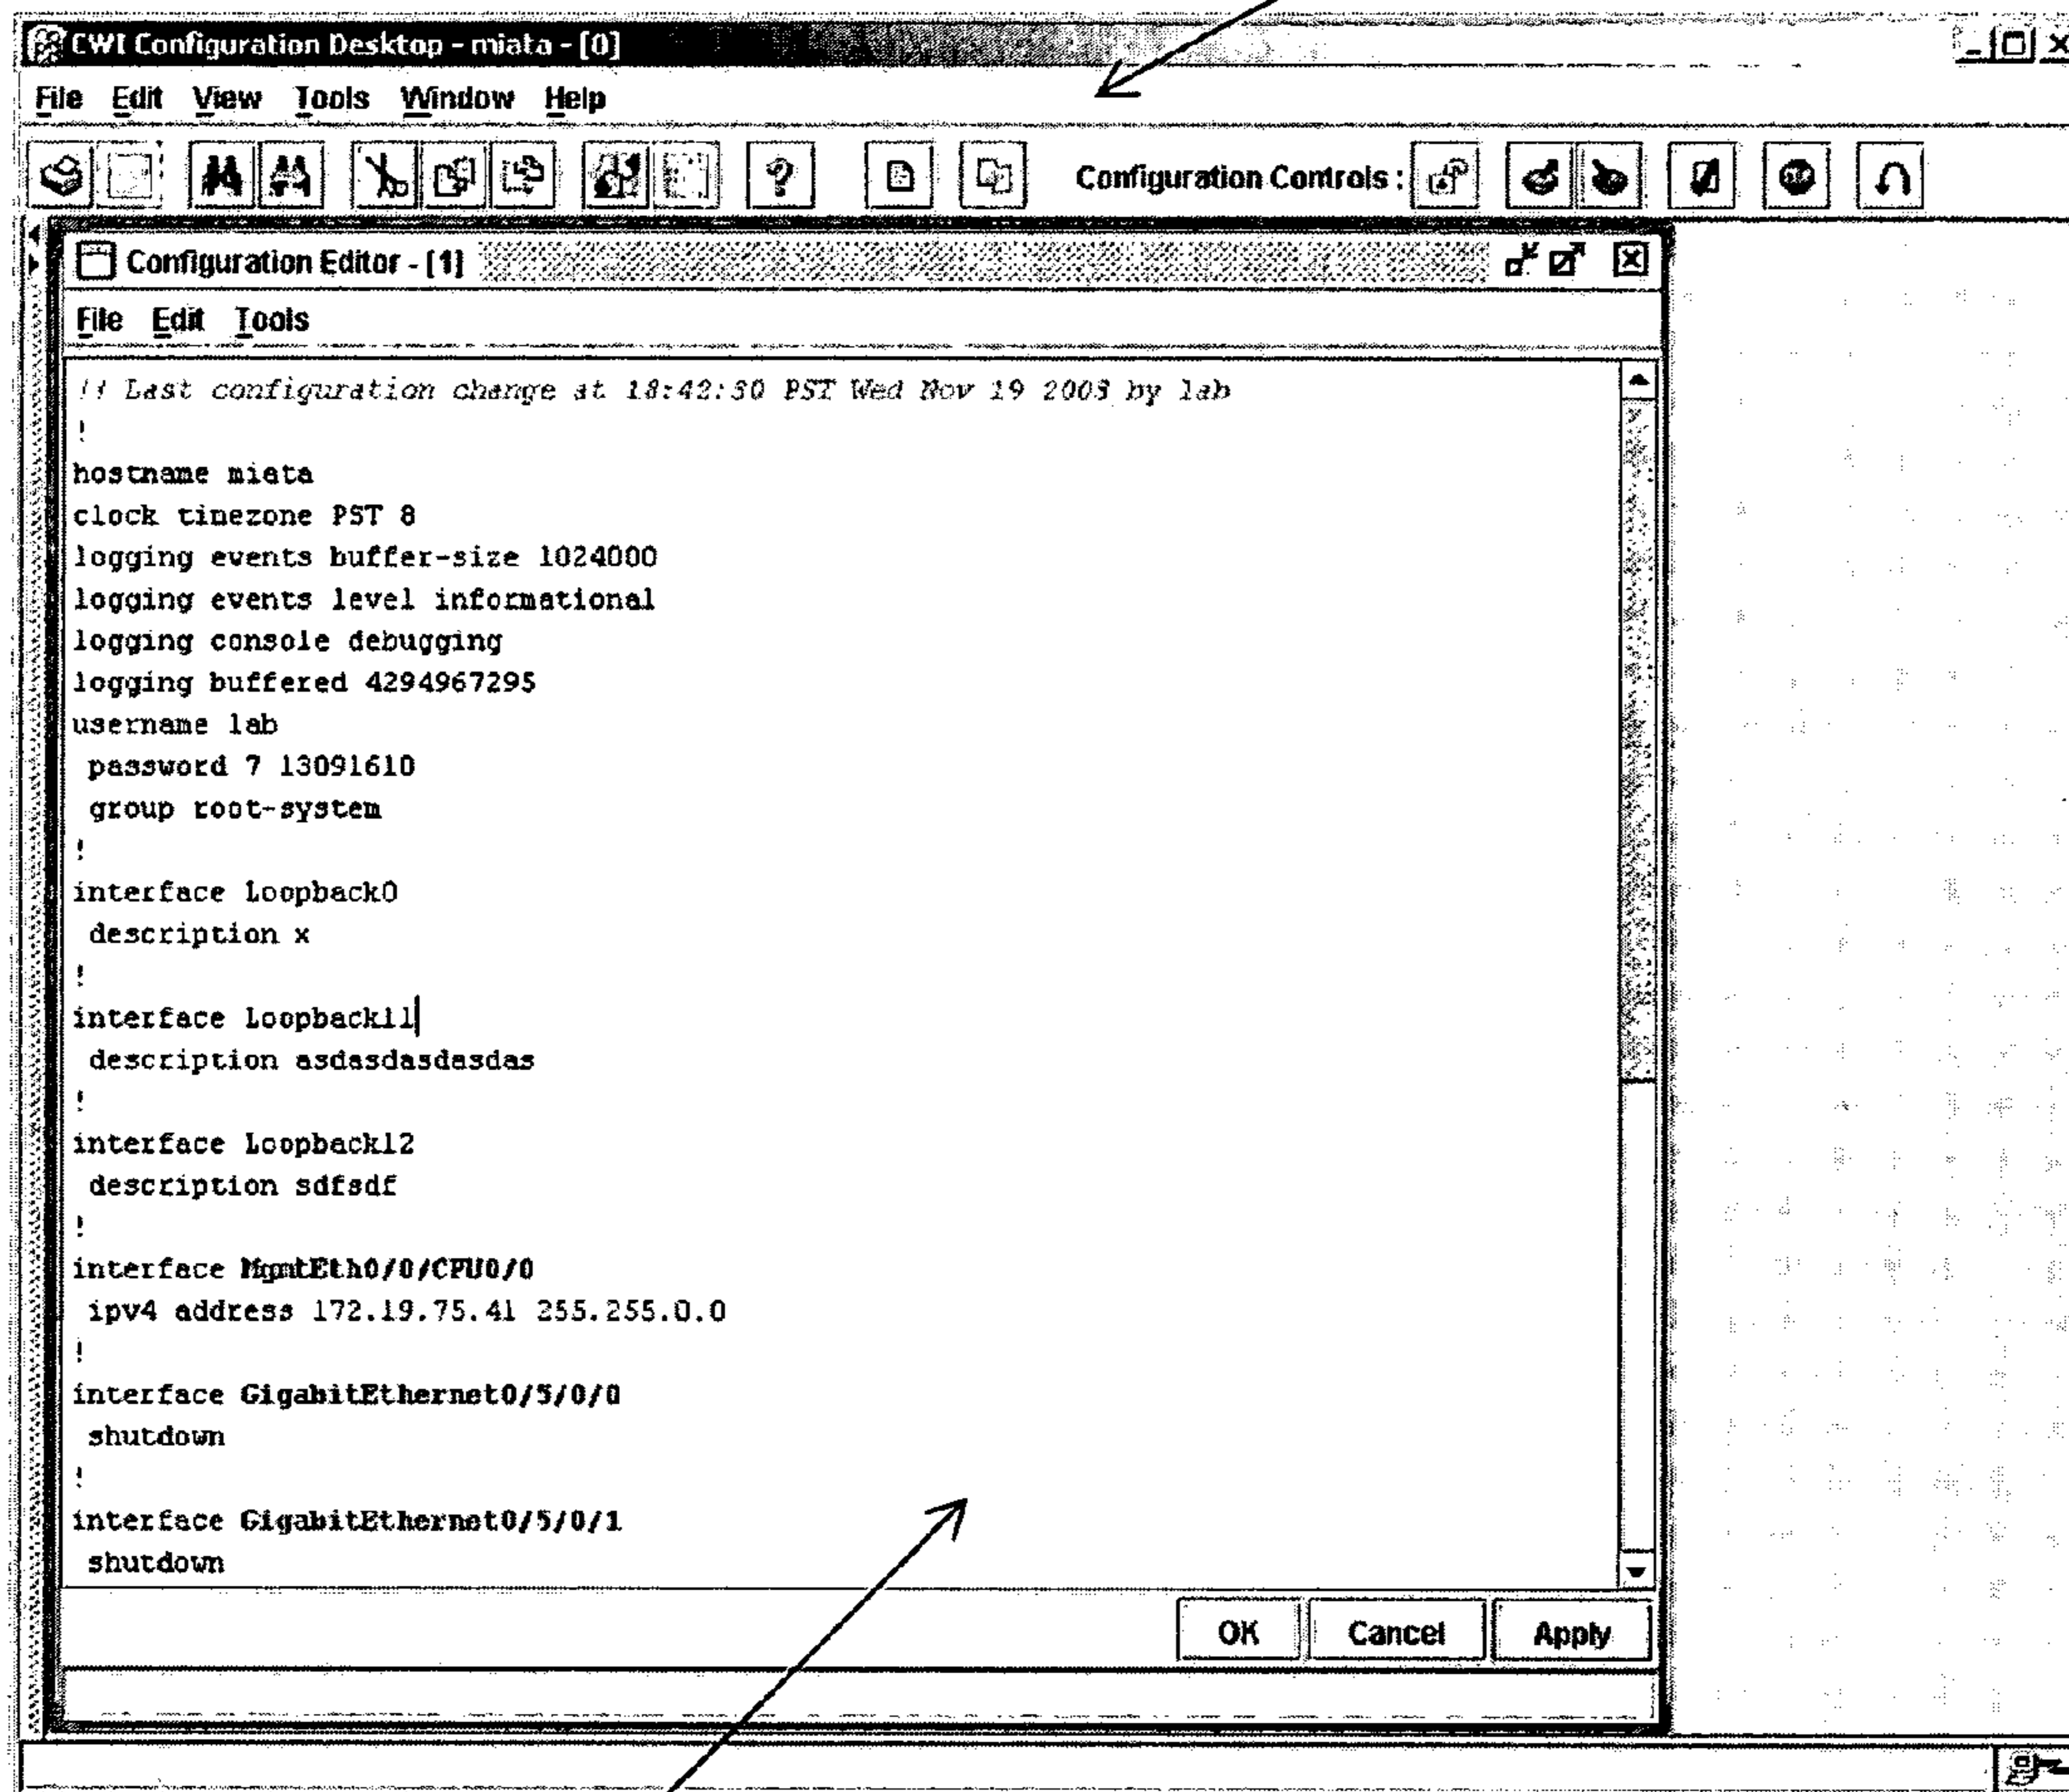 CWI Configuration Desktop - miata - [0]
File Edit View Tools Window Help
Configuration Controls :
Configuration Editor - [1]
File Edit Tools
!! Last configuration change at 18:42:30 PST Wed Nov 19 2003 by lab
!
hostname miata
clock timezone PST 8
logging events buffer-size 1024000
logging events level informational
logging console debugging
logging buffered 4294967295
username lab
password 7 13091610
group root-system
!
interface Loopback0
description x
!
interface Loopback11
description asdasdasdasdas
!
interface Loopback12
description sdfsdf
!
interface MgmtEth0/0/CPU0/0
ipv4 address 172.19.75.41 255.255.0.0
!
interface GigabitEthernet0/5/0/0
shutdown
!
interface GigabitEthernet0/5/0/1
shutdown
OK Cancel Apply